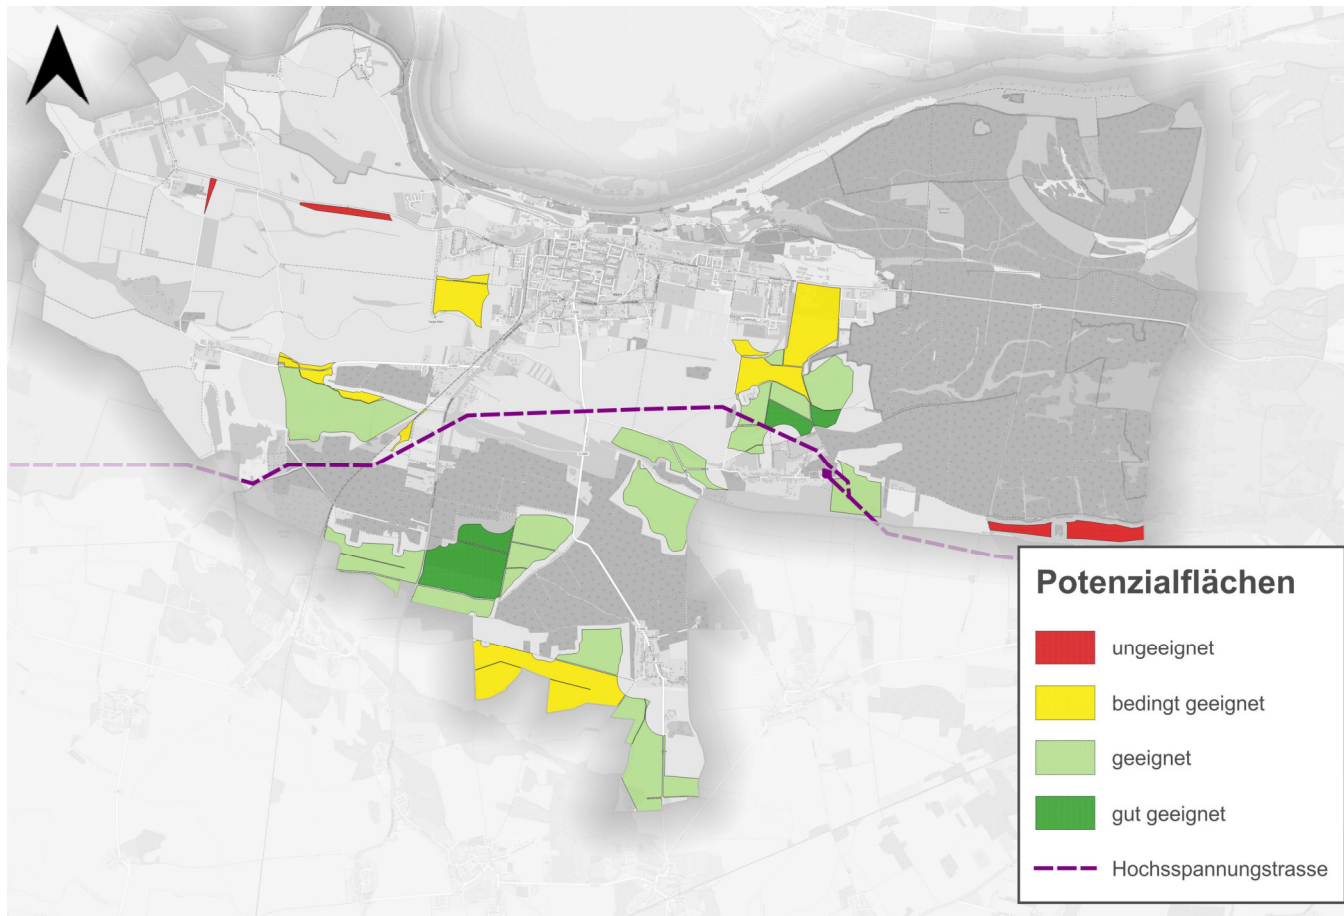 Potenzialflächen
ungeeignet
bedingt geeignet
geeignet
gut geeignet
Hochsspannungstrasse